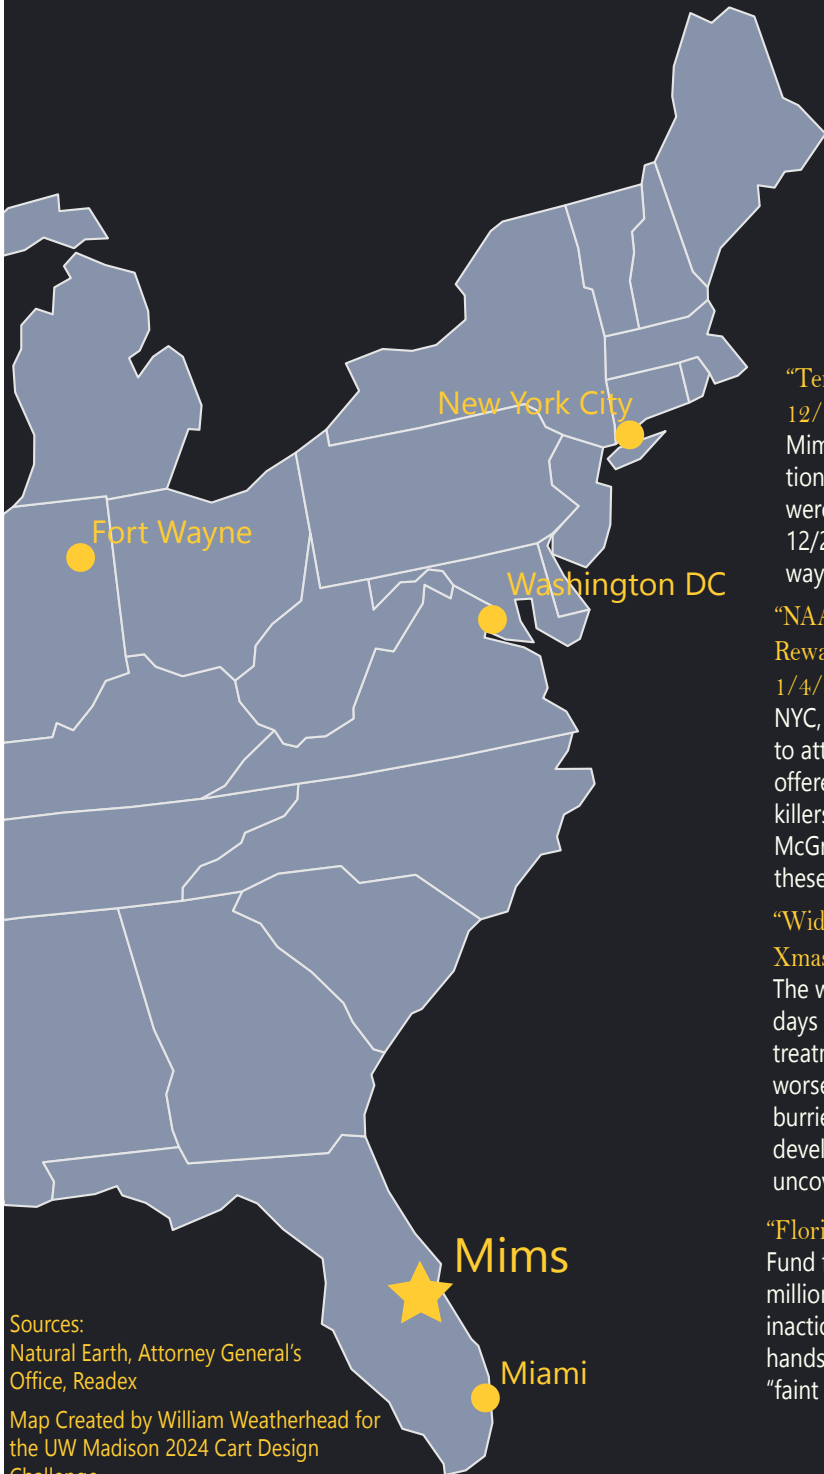 New York City
Fort Wayne
Washington DC
Mims
Miami
Sources:
Natural Earth, Attorney General's
Office, Readex
Map Created by William Weatherhead for
the UW Madison 2024 Cart Design
Challenge
12/
Mim
tion
were
12/2
way
"NAA
Rewa
1/4/
NYC,
to att
offere
killers
McGr
these
"Wid
Xmas
The w
days
treatm
worse
burrie
devel
uncov
"Flori
Fund
million
inactio
hands
"faint